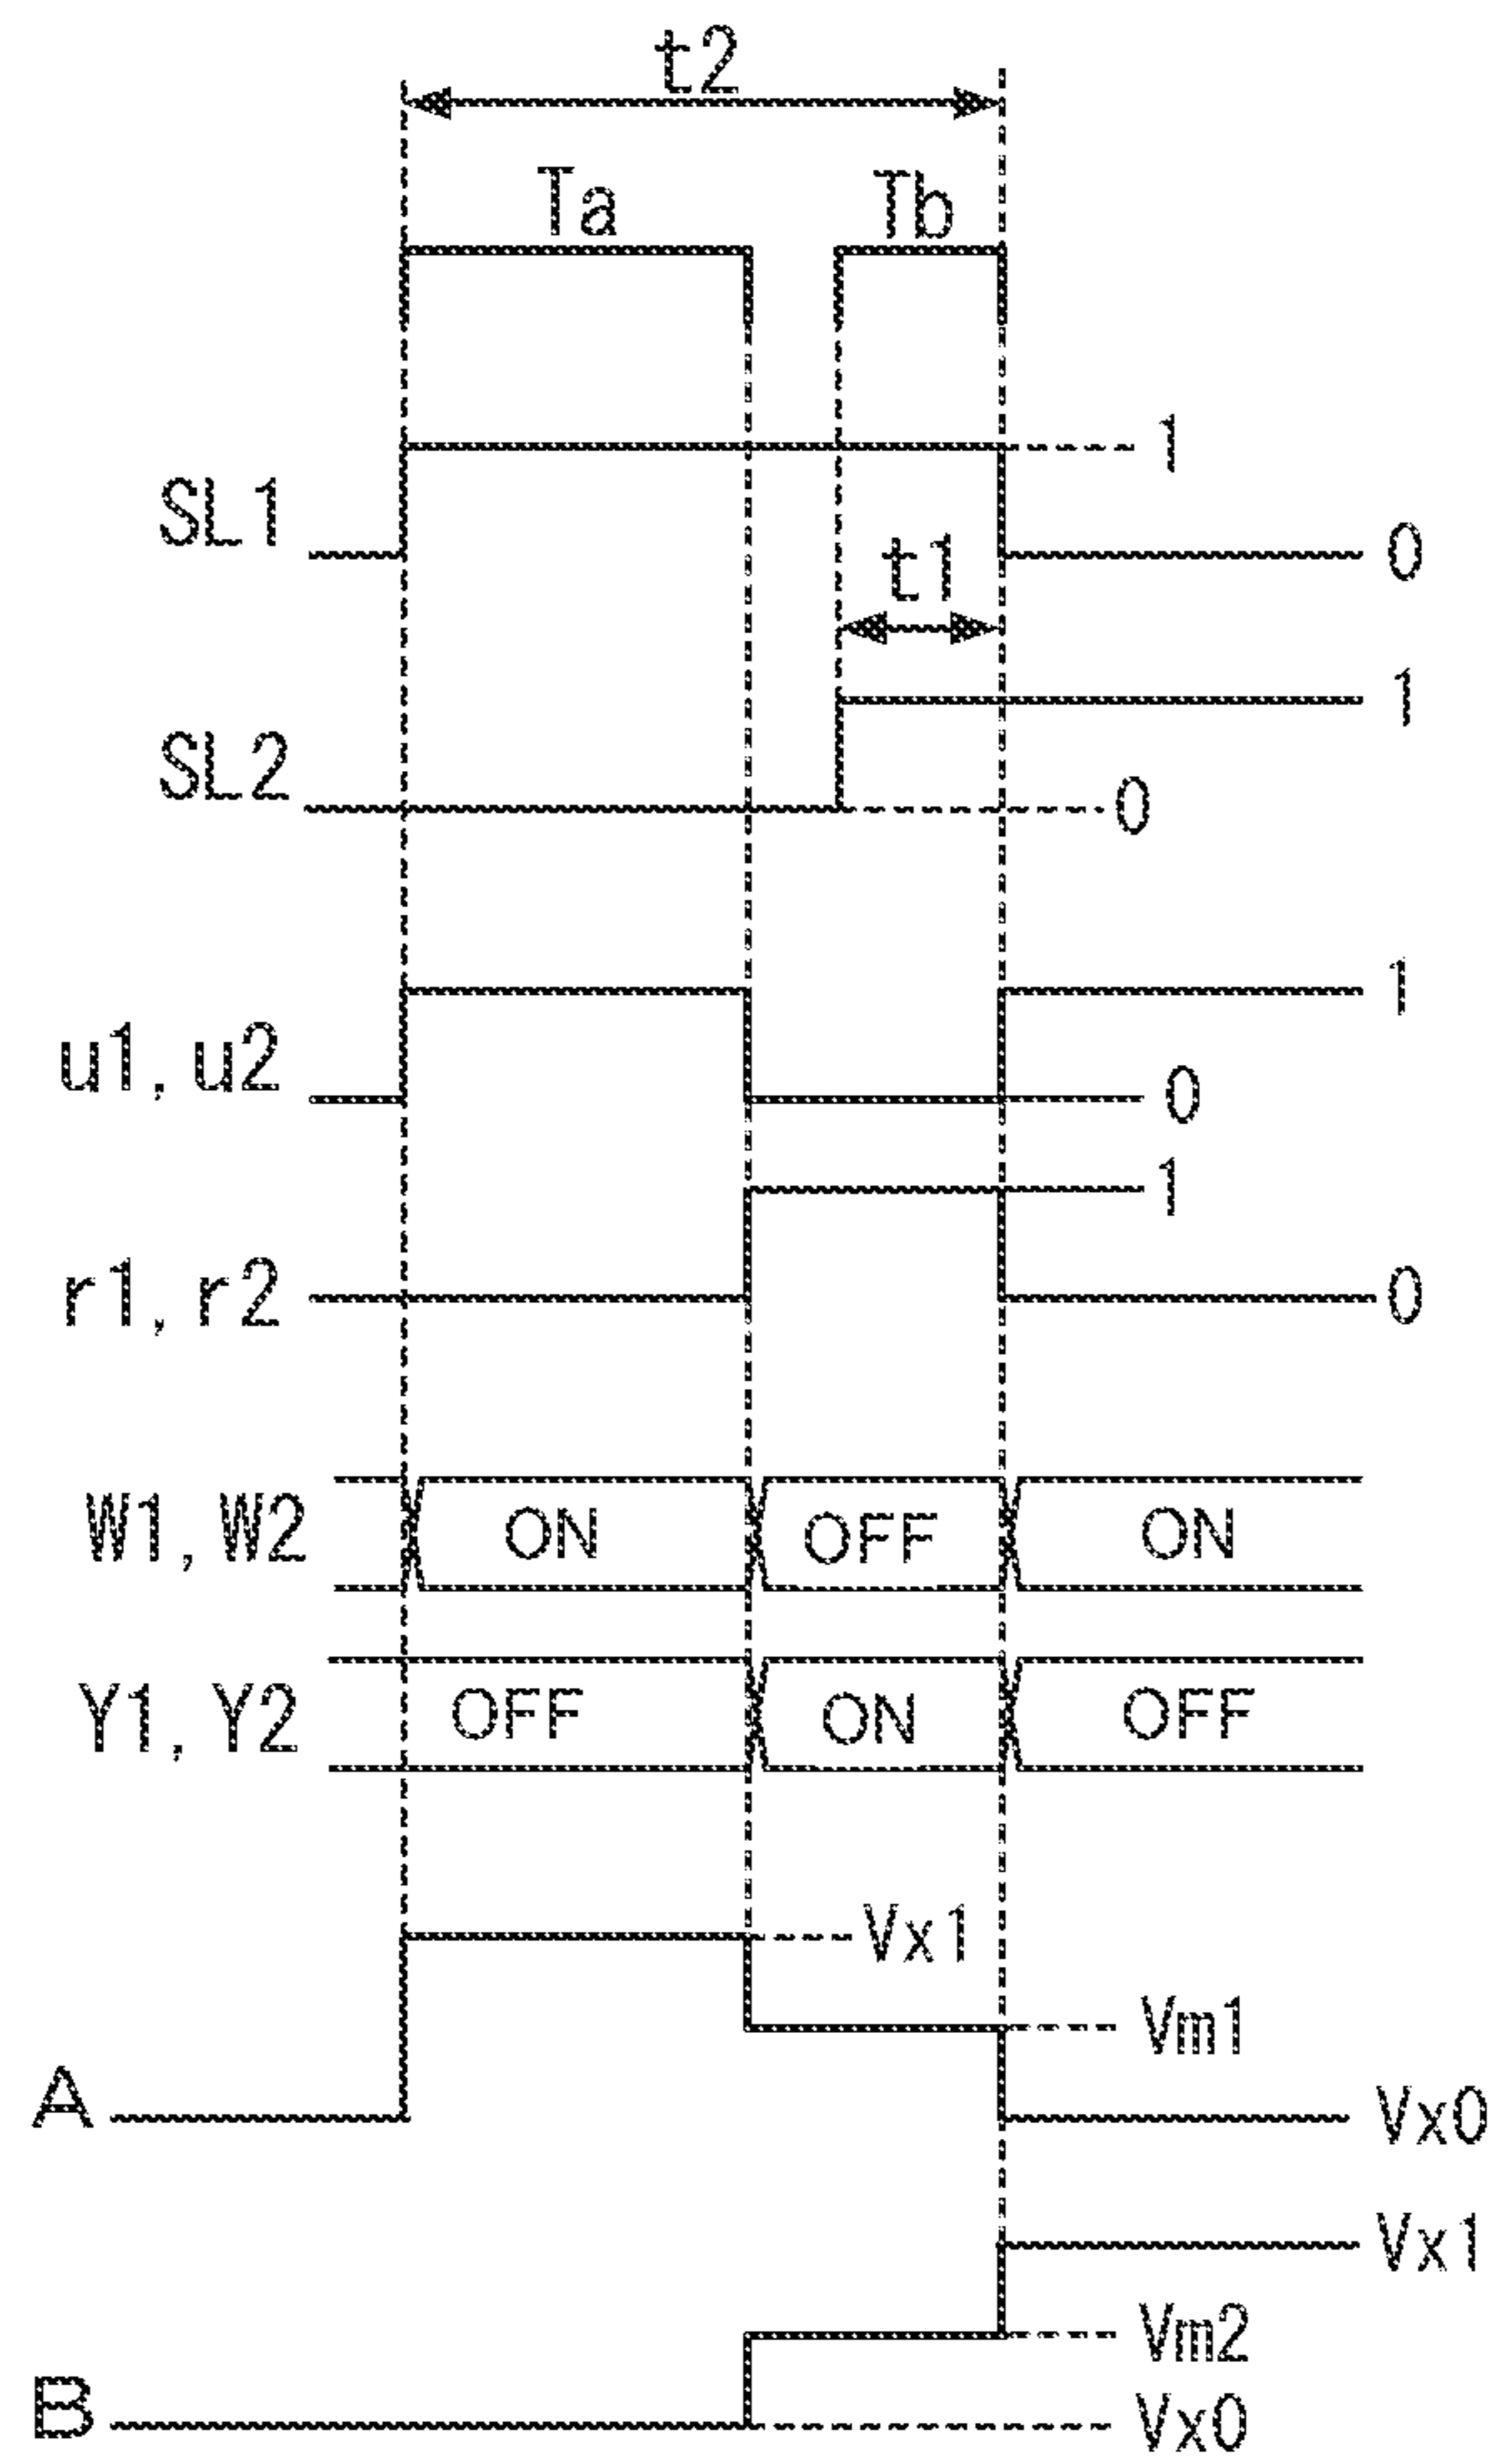 t2
Ta Tb
SL1 1
0
t1
SL2 1
0
u1,u2 1
0
r1,r2 1
0
W1,W2 ON OFF ON
Y1,Y2 OFF ON OFF
Vx1
Vm1
A Vx0
Vx1
Vm2
B Vx0